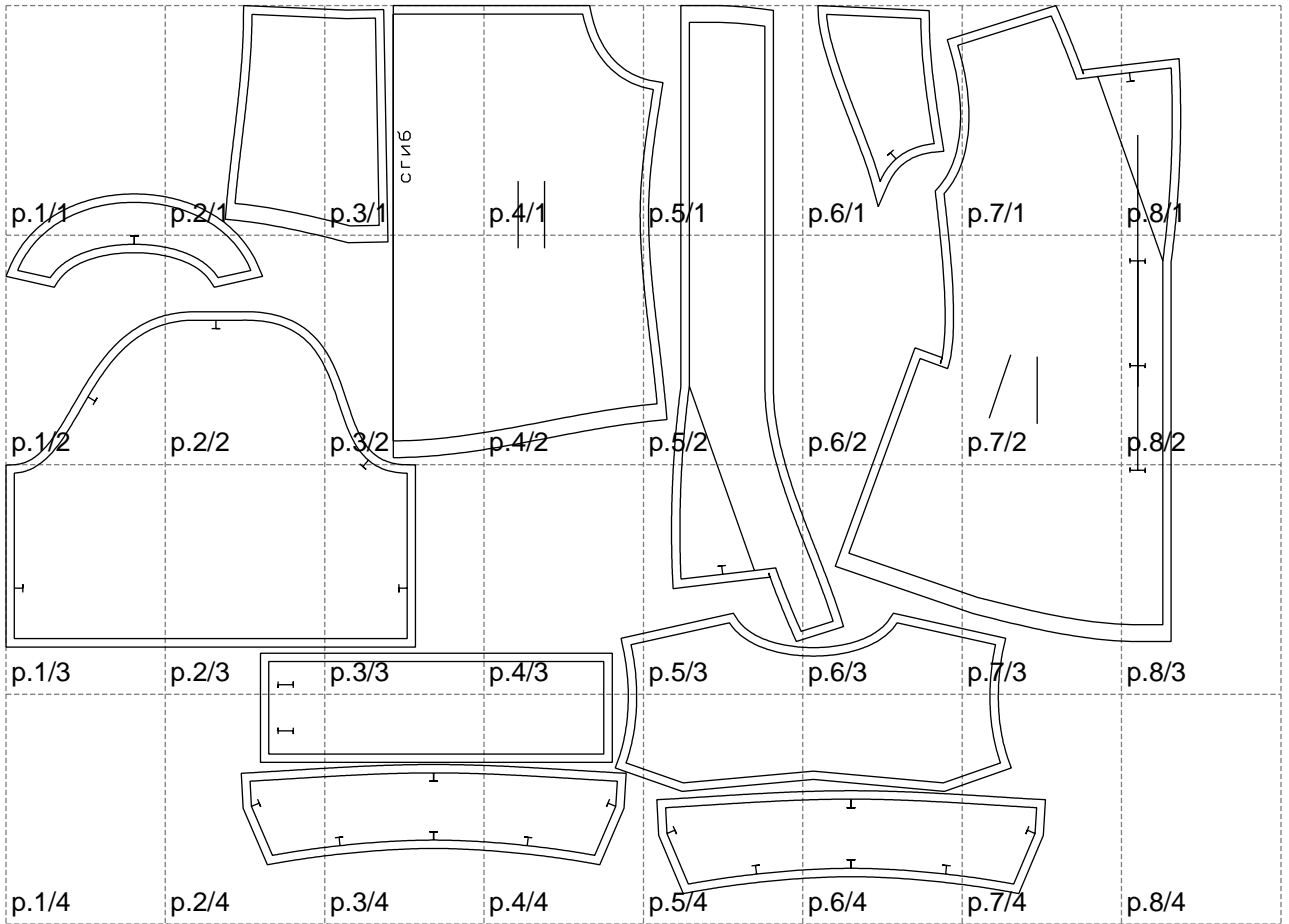 сгиб
p.1/1 p.2/1 p.3/1 p.4/1 p.5/1 p.6/1 p.7/1 p.8/1
p.1/2 p.2/2 p.3/2 p.4/2 p.5/2 p.6/2 p.7/2 p.8/2
p.1/3 p.2/3 p.3/3 p.4/3 p.5/3 p.6/3 p.7/3 p.8/3
p.1/4 p.2/4 p.3/4 p.4/4 p.5/4 p.6/4 p.7/4 p.8/4